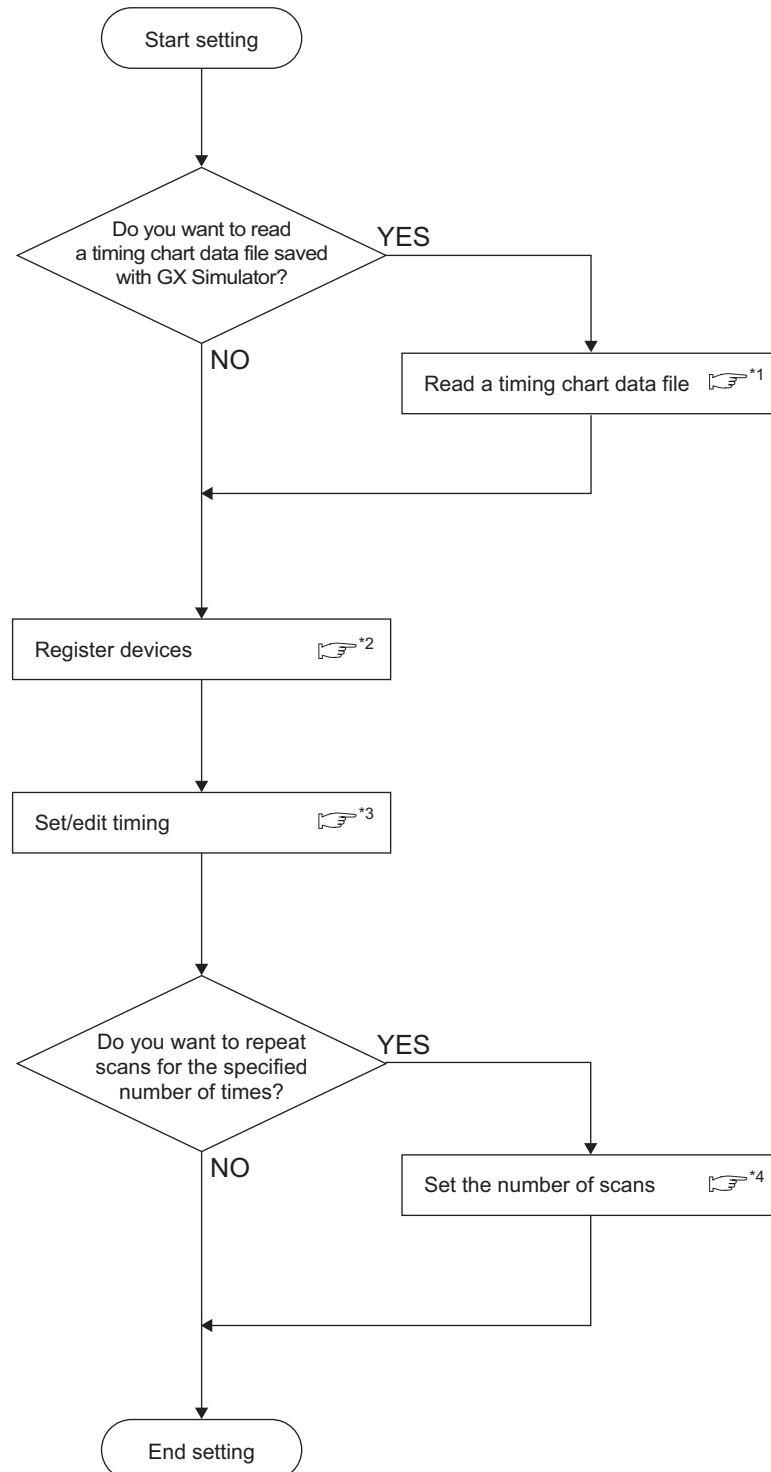 Start setting
Do you want to read
a timing chart data file saved
with GX Simulator?
YES
NO
Read a timing chart data file *1
Register devices *2
Set/edit timing *3
Do you want to repeat
scans for the specified
number of times?
YES
NO
Set the number of scans *4
End setting